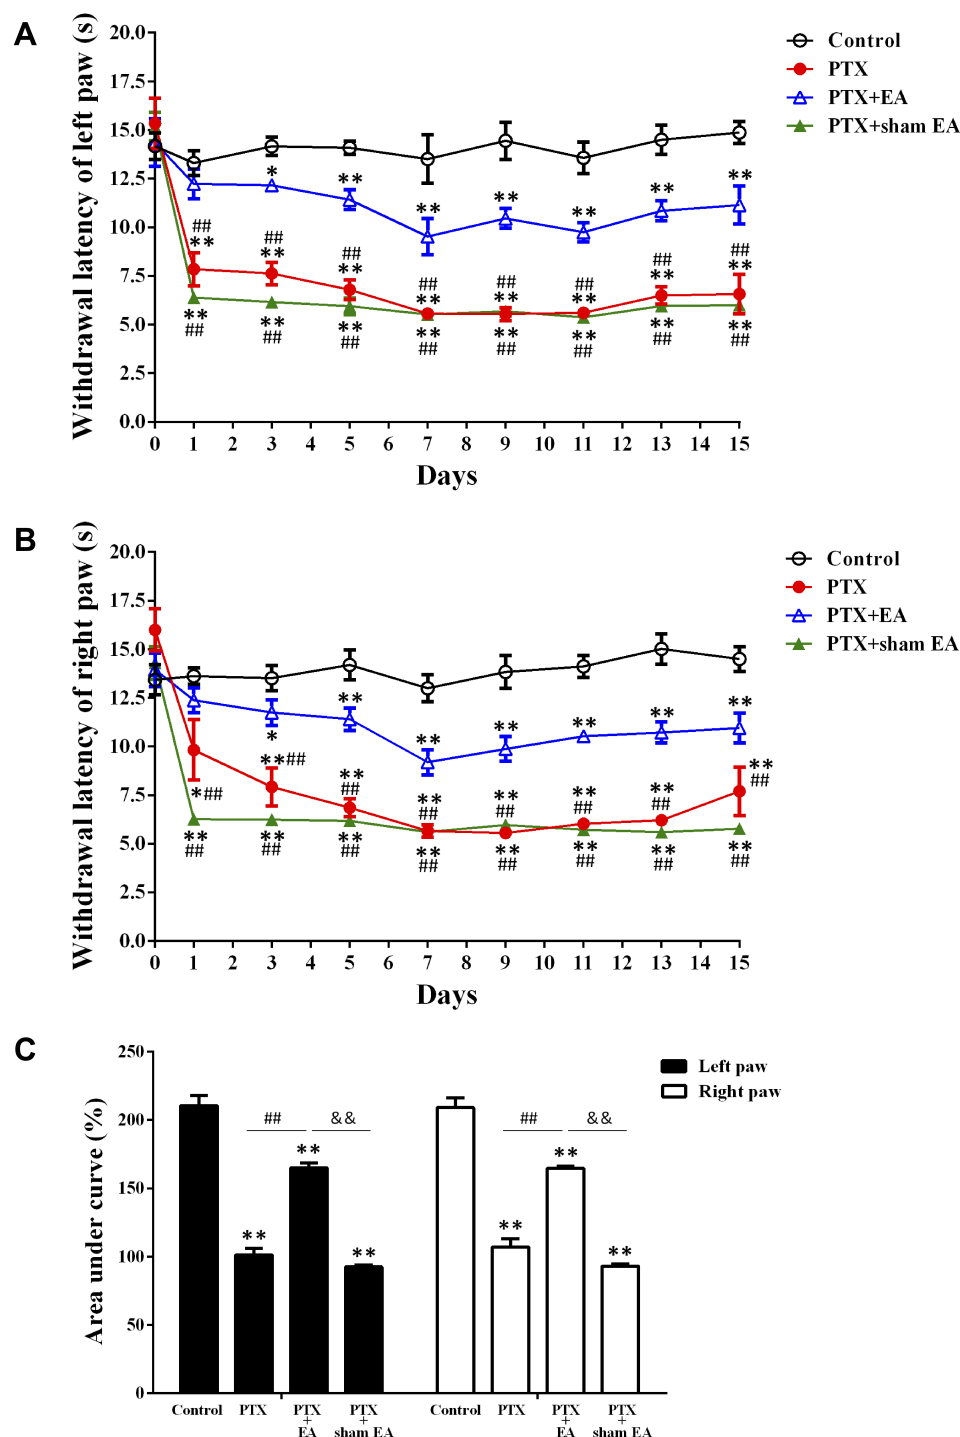 A
Withdrawal latency of left paw (s)
20.0
17.5
15.0
12.5
10.0
7.5
5.0
2.5
0.0
Control
PTX
PTX+EA
PTX+sham EA
* ** ** ** ** ** **
## ## ## ## ## ## ## ##
** ** ** ** ** ** ** **
** ** ** ** ** ** ** **
## ## ## ## ## ## ## ##
0 1 2 3 4 5 6 7 8 9 10 11 12 13 14 15
Days
B
Withdrawal latency of right paw (s)
20.0
17.5
15.0
12.5
10.0
7.5
5.0
2.5
0.0
Control
PTX
PTX+EA
PTX+sham EA
* ** ** ** ** ** **
*## **## ** ** ** ** ** **
## ## ## ## ## ##
** ** ** ** ** ** ** **
## ## ## ## ## ## ## ##
0 1 2 3 4 5 6 7 8 9 10 11 12 13 14 15
Days
C
Area under curve (%)
250
200
150
100
50
0
Left paw
Right paw
## && ## &&
** ** ** ** ** **
Control PTX PTX + EA PTX + sham EA Control PTX PTX + EA PTX + sham EA